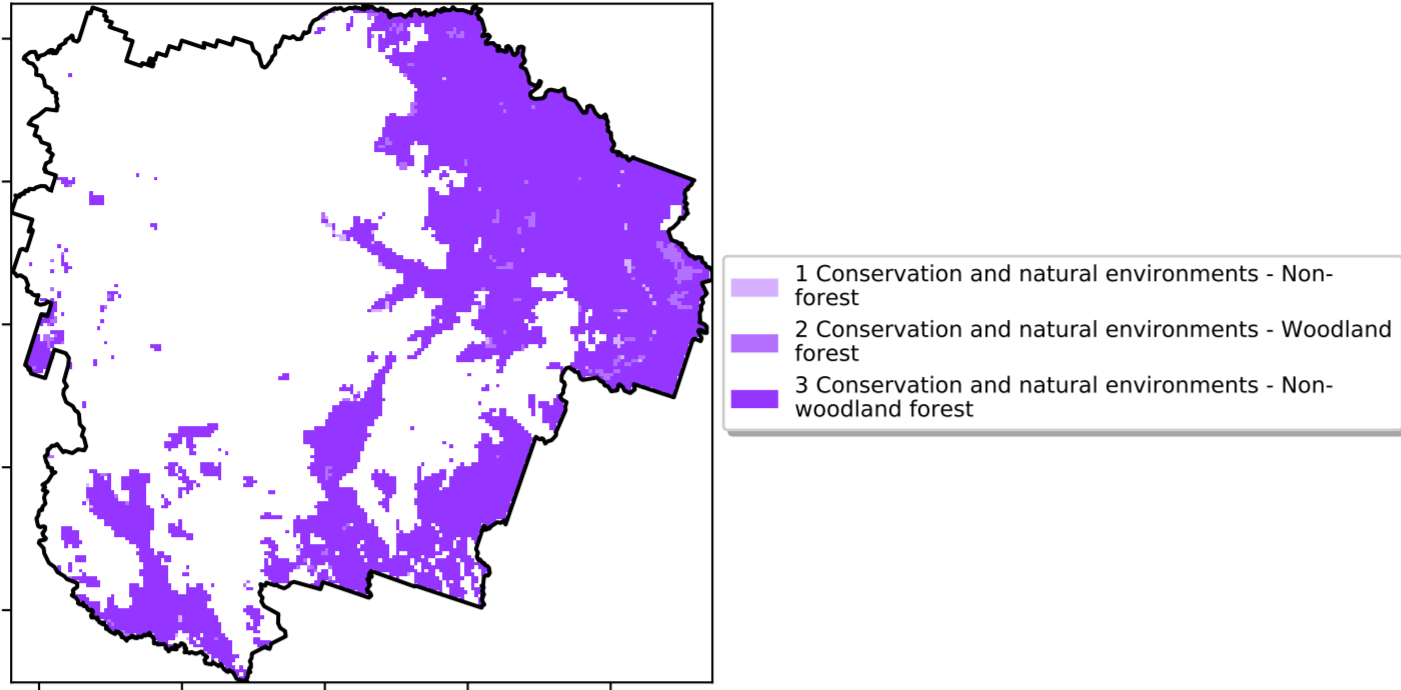 1 Conservation and natural environments - Non-
forest
2 Conservation and natural environments - Woodland
forest
3 Conservation and natural environments - Non-
woodland forest